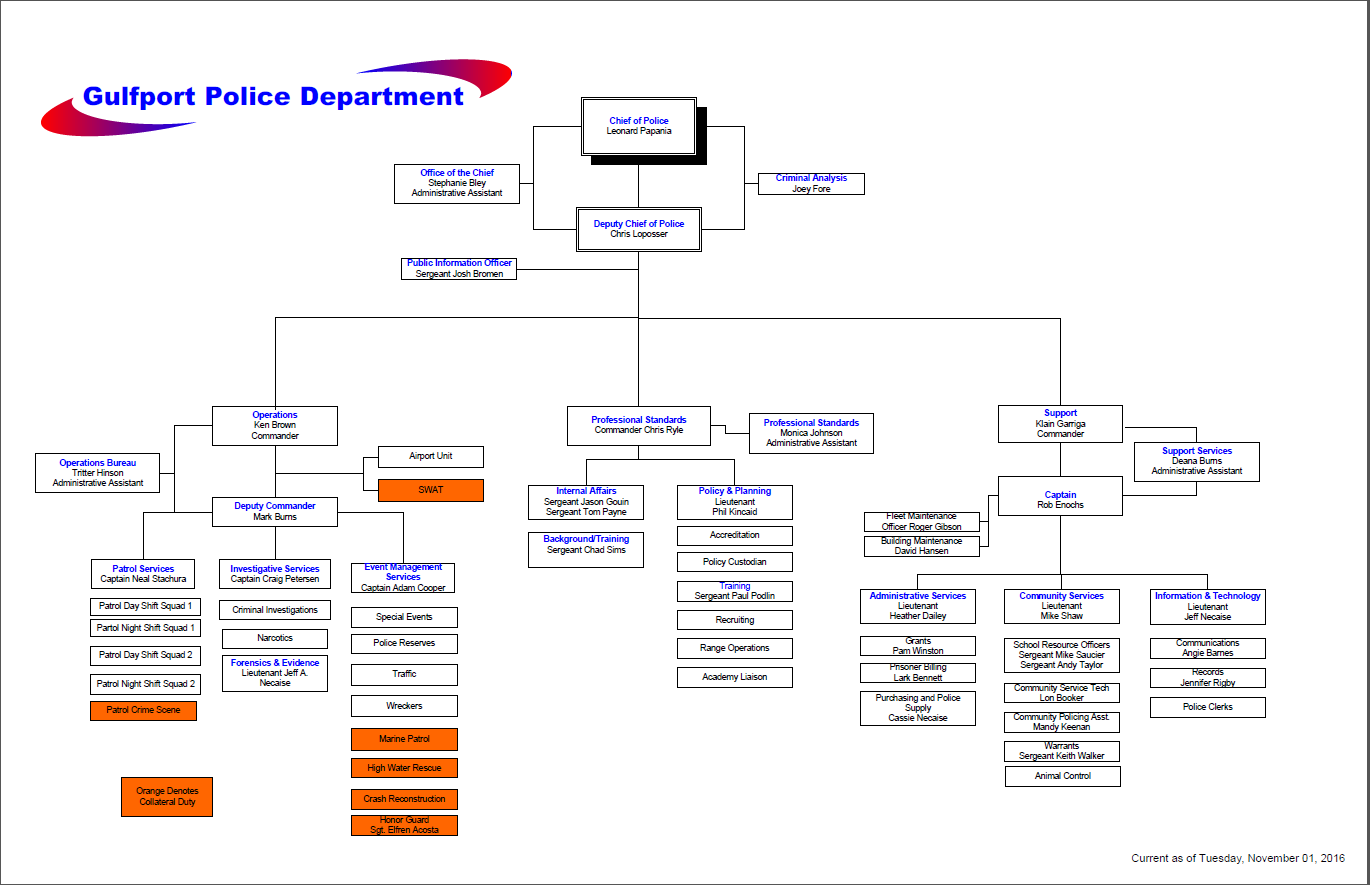 Gulfport Police Department
Chief of Police
Leonard Papania
Office of the Chief
Stephanie Bley
Administrative Assistant
Criminal Analysis
Joey Fore
Deputy Chief of Police
Chris Loposser
Public Information Officer
Sergeant Josh Bromen
Operations
Ken Brown
Commander
Professional Standards
Commander Chris Ryle
Professional Standards
Monica Johnson
Administrative Assistant
Support
Klain Garriga
Commander
Operations Bureau
Tritter Hinson
Administrative Assistant
Airport Unit
SWAT
Support Services
Deana Burns
Administrative Assistant
Deputy Commander
Mark Burns
Internal Affairs
Sergeant Jason Gouin
Sergeant Tom Payne
Policy & Planning
Lieutenant
Phil Kincaid
Captain
Rob Enochs
Fleet Maintenance
Officer Roger Gibson
Building Maintenance
David Hansen
Background/Training
Sergeant Chad Sims
Accreditation
Policy Custodian
Training
Sergeant Paul Podlin
Recruiting
Range Operations
Academy Liaison
Patrol Services
Captain Neal Stachura
Patrol Day Shift Squad 1
Partol Night Shift Squad 1
Patrol Day Shift Squad 2
Patrol Night Shift Squad 2
Patrol Crime Scene
Investigative Services
Captain Craig Petersen
Criminal Investigations
Narcotics
Forensics & Evidence
Lieutenant Jeff A.
Necaise
Event Management
Services
Captain Adam Cooper
Special Events
Police Reserves
Traffic
Wreckers
Marine Patrol
High Water Rescue
Crash Reconstruction
Honor Guard
Sgt. Elfren Acosta
Administrative Services
Lieutenant
Heather Dailey
Grants
Pam Winston
Prisoner Billing
Lark Bennett
Purchasing and Police
Supply
Cassie Necaise
Community Services
Lieutenant
Mike Shaw
School Resource Officers
Sergeant Mike Saucier
Sergeant Andy Taylor
Community Service Tech
Lon Booker
Community Policing Asst.
Mandy Keenan
Warrants
Sergeant Keith Walker
Animal Control
Information & Technology
Lieutenant
Jeff Necaise
Communications
Angie Barnes
Records
Jennifer Rigby
Police Clerks
Orange Denotes
Collateral Duty
Current as of Tuesday, November 01, 2016